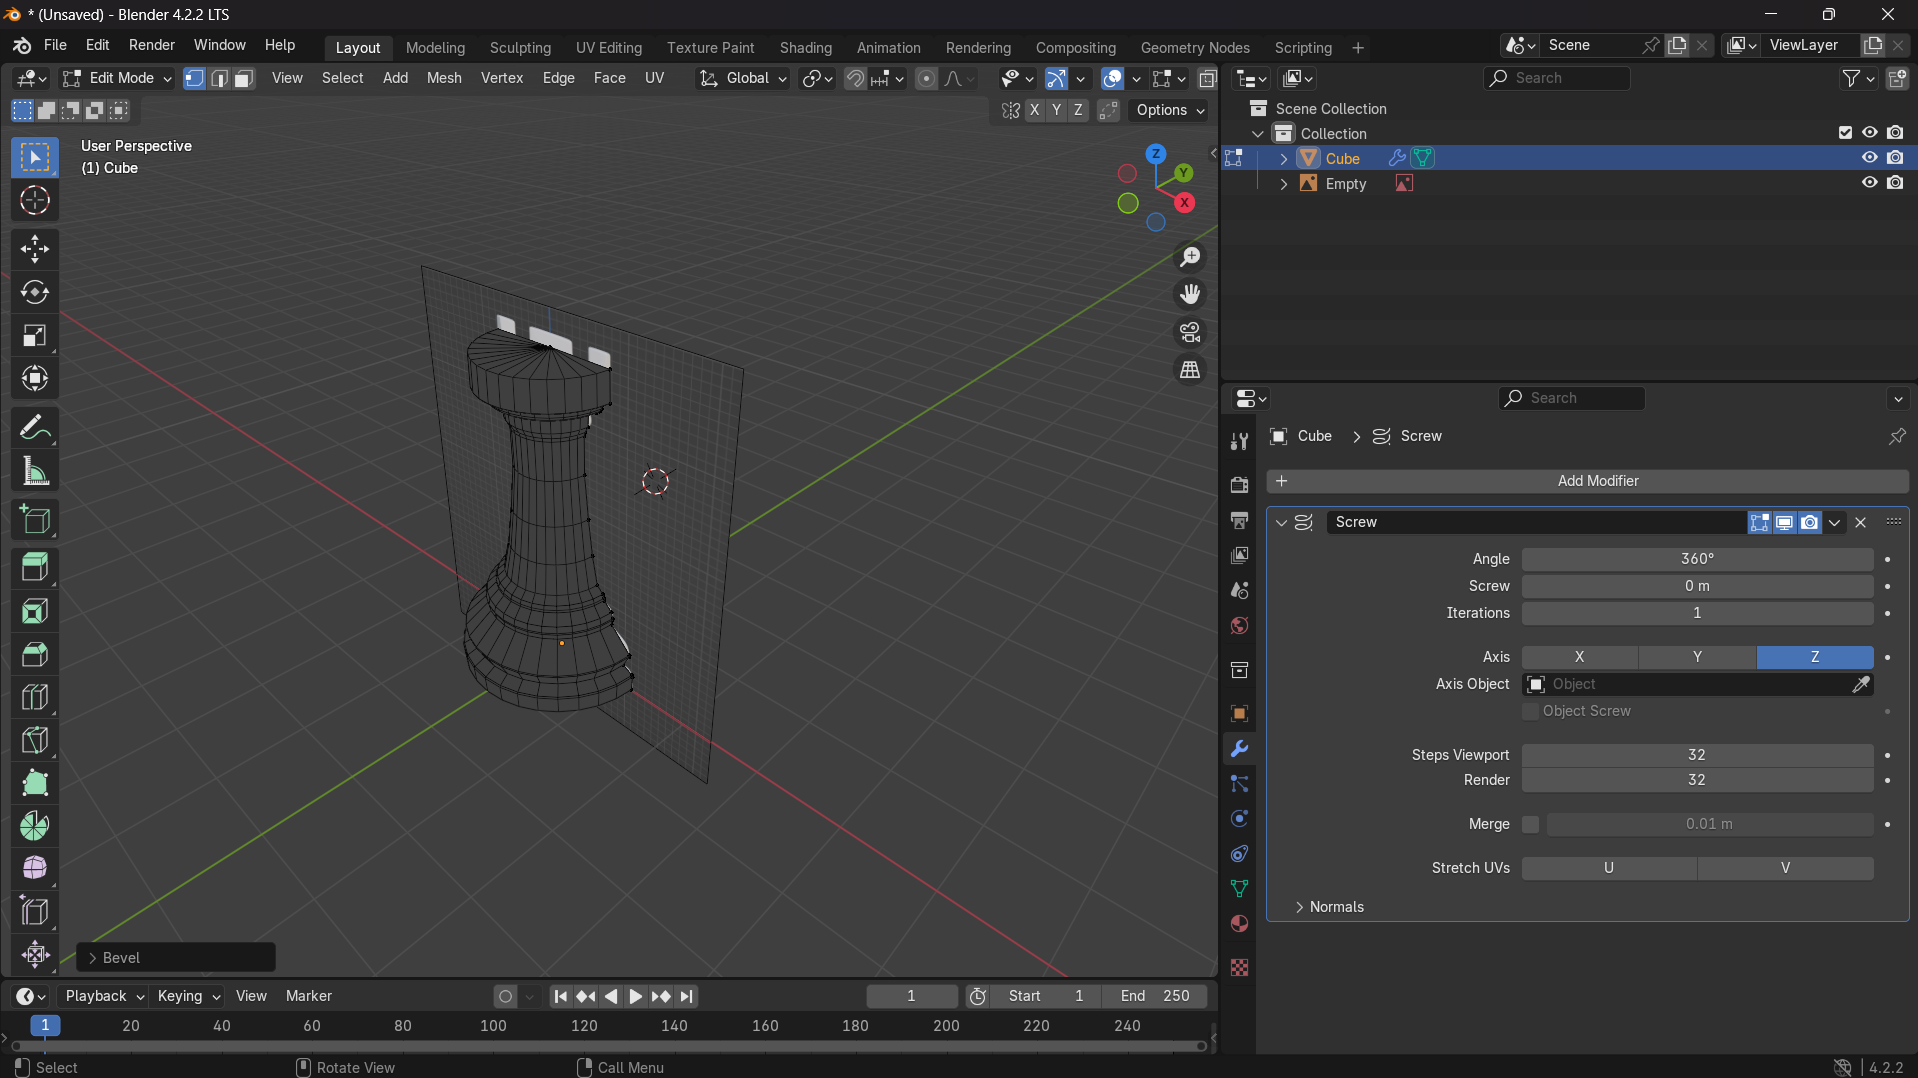 * (Unsaved) - Blender 4.2.2 LTS
File Edit Render Window Help Layout Modeling Sculpting UV Editing Texture Paint Shading Animation Rendering Compositing Geometry Nodes Scripting + Scene ViewLayer
Edit Mode View Select Add Mesh Vertex Edge Face UV Global Search
X Y Z Options
User Perspective
(1) Cube
Z
Y
X
Scene Collection
Collection
Cube
Empty
Search
Cube > Screw
+ Add Modifier
Screw
Angle 360°
Screw 0 m
Iterations 1
Axis X Y Z
Axis Object Object
Object Screw
Steps Viewport 32
Render 32
Merge 0.01 m
Stretch UVs U V
> Normals
> Bevel
Playback Keying View Marker 1 Start 1 End 250
1 20 40 60 80 100 120 140 160 180 200 220 240
Select Rotate View Call Menu 4.2.2